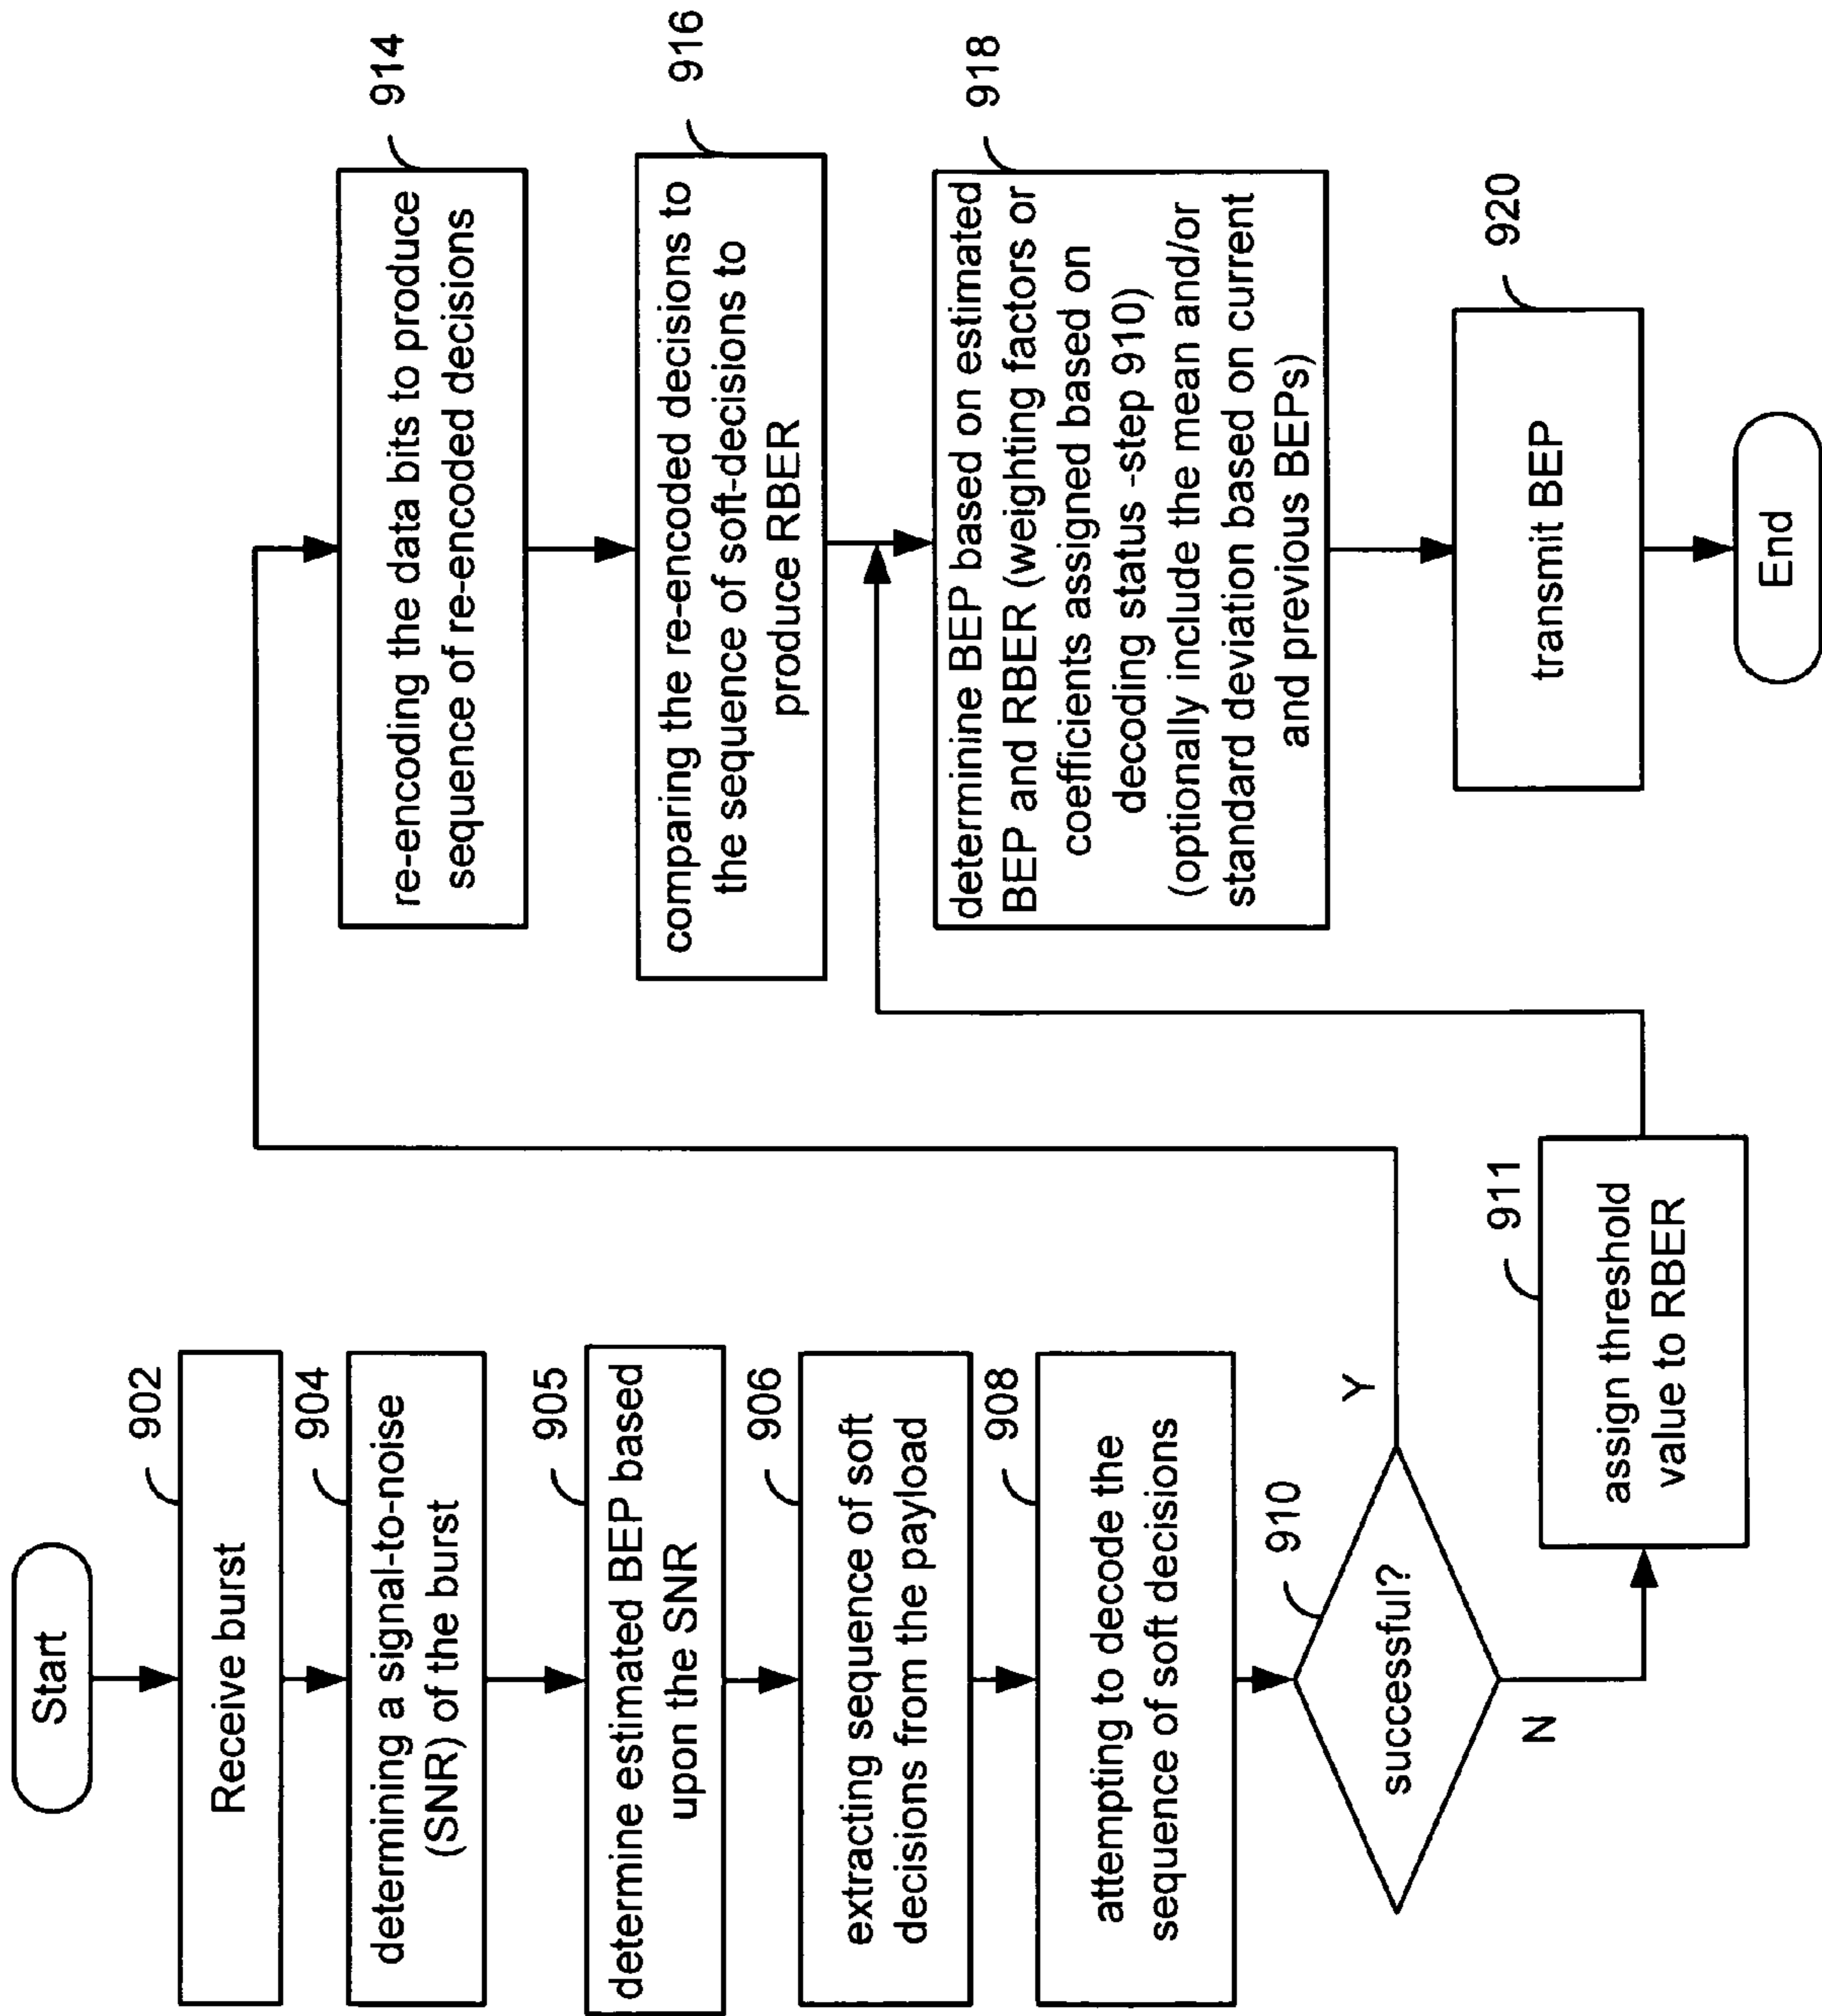 Start
902
Receive burst
904
determining a signal-to-noise
(SNR) of the burst
905
determine estimated BEP based
upon the SNR
906
extracting sequence of soft
decisions from the payload
908
attempting to decode the
sequence of soft decisions
910
successful?
Y
N
911
assign threshold
value to RBER
914
re-encoding the data bits to produce
sequence of re-encoded decisions
916
comparing the re-encoded decisions to
the sequence of soft-decisions to
produce RBER
918
determinine BEP based on estimated
BEP and RBER (weighting factors or
coefficients assigned based on
decoding status -step 910)
(optionally include the mean and/or
standard deviation based on current
and previous BEPs)
920
transmit BEP
End